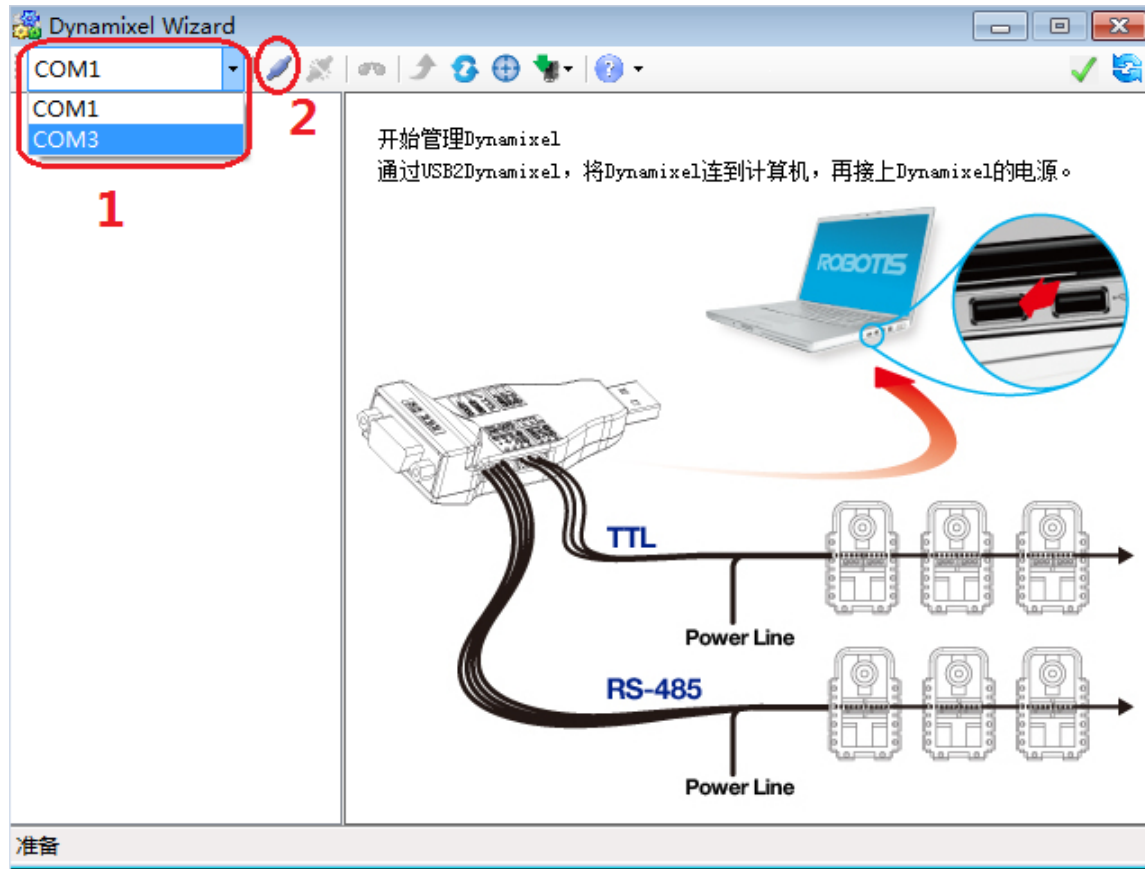 Dynamixel Wizard
COM1
COM1
COM3
1
2
开始管理Dynamixel
通过USB2Dynamixel，将Dynamixel连到计算机，再接上Dynamixel的电源。
ROBOTIS
TTL
Power Line
RS-485
Power Line
准备